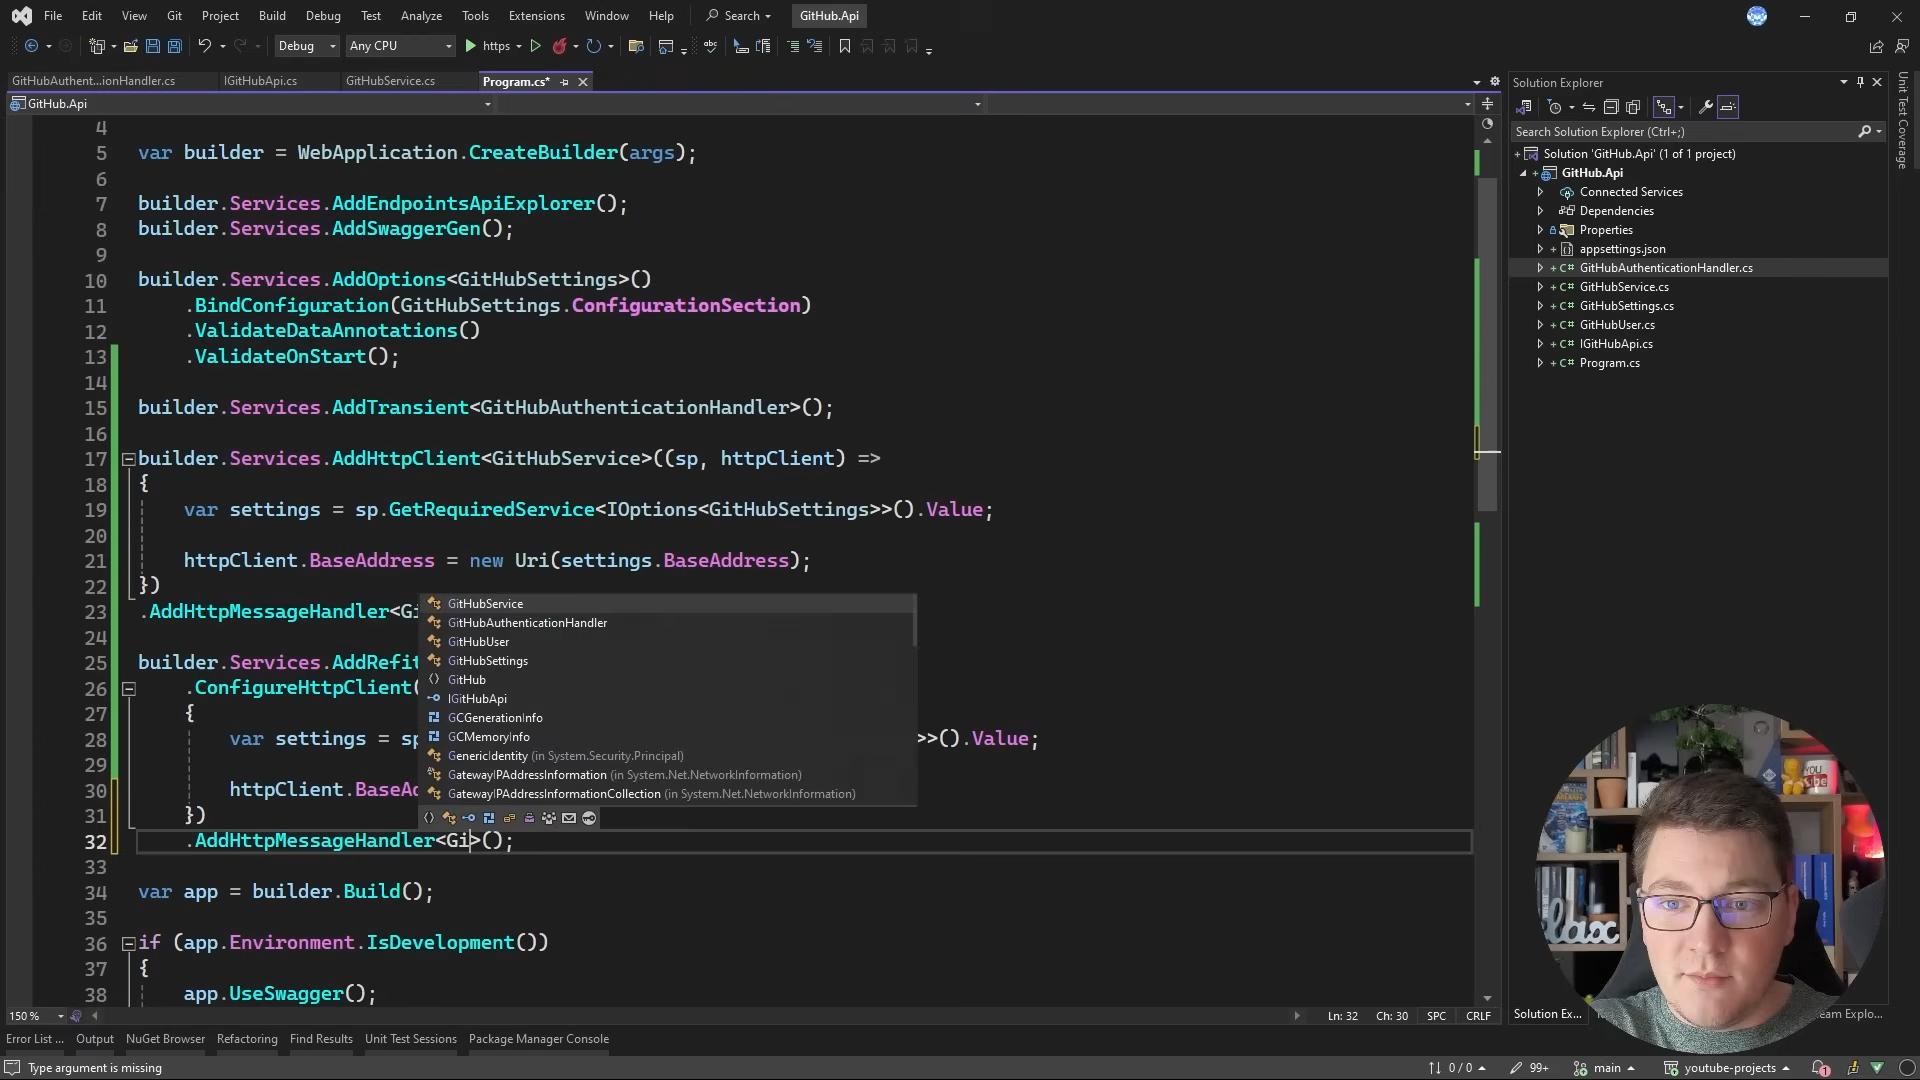 File Edit View Git Project Build Debug Test Analyze Tools Extensions Window Help Search GitHub.Api
Debug Any CPU https
GitHubAuthent...ionHandler.cs IGitHubApi.cs GitHubService.cs Program.cs*
GitHub.Api
4
5 var builder = WebApplication.CreateBuilder(args);
6
7 builder.Services.AddEndpointsApiExplorer();
8 builder.Services.AddSwaggerGen();
9
10 builder.Services.AddOptions<GitHubSettings>()
11 .BindConfiguration(GitHubSettings.ConfigurationSection)
12 .ValidateDataAnnotations()
13 .ValidateOnStart();
14
15 builder.Services.AddTransient<GitHubAuthenticationHandler>();
16
17 builder.Services.AddHttpClient<GitHubService>((sp, httpClient) =>
18 {
19 var settings = sp.GetRequiredService<IOptions<GitHubSettings>>().Value;
20
21 httpClient.BaseAddress = new Uri(settings.BaseAddress);
22 })
23 .AddHttpMessageHandler<Gi
24
25 builder.Services.AddRefit
26 .ConfigureHttpClient(
27 {
28 var settings = sp >>().Value;
29
30 httpClient.BaseA
31 })
32 .AddHttpMessageHandler<Gi>();
33
34 var app = builder.Build();
35
36 if (app.Environment.IsDevelopment())
37 {
38 app.UseSwagger();
GitHubService
GitHubAuthenticationHandler
GitHubUser
GitHubSettings
GitHub
IGitHubApi
GCGenerationInfo
GCMemoryInfo
GenericIdentity (in System.Security.Principal)
GatewayIPAddressInformation (in System.Net.NetworkInformation)
GatewayIPAddressInformationCollection (in System.Net.NetworkInformation)
150 % Ln: 32 Ch: 30 SPC CRLF
Error List ... Output NuGet Browser Refactoring Find Results Unit Test Sessions Package Manager Console
Type argument is missing 0 / 0 99+ main youtube-projects 1
Solution Explorer
Search Solution Explorer (Ctrl+;)
Solution 'GitHub.Api' (1 of 1 project)
GitHub.Api
Connected Services
Dependencies
Properties
appsettings.json
GitHubAuthenticationHandler.cs
GitHubService.cs
GitHubSettings.cs
GitHubUser.cs
IGitHubApi.cs
Program.cs
Solution Ex...
Unit Test Coverage